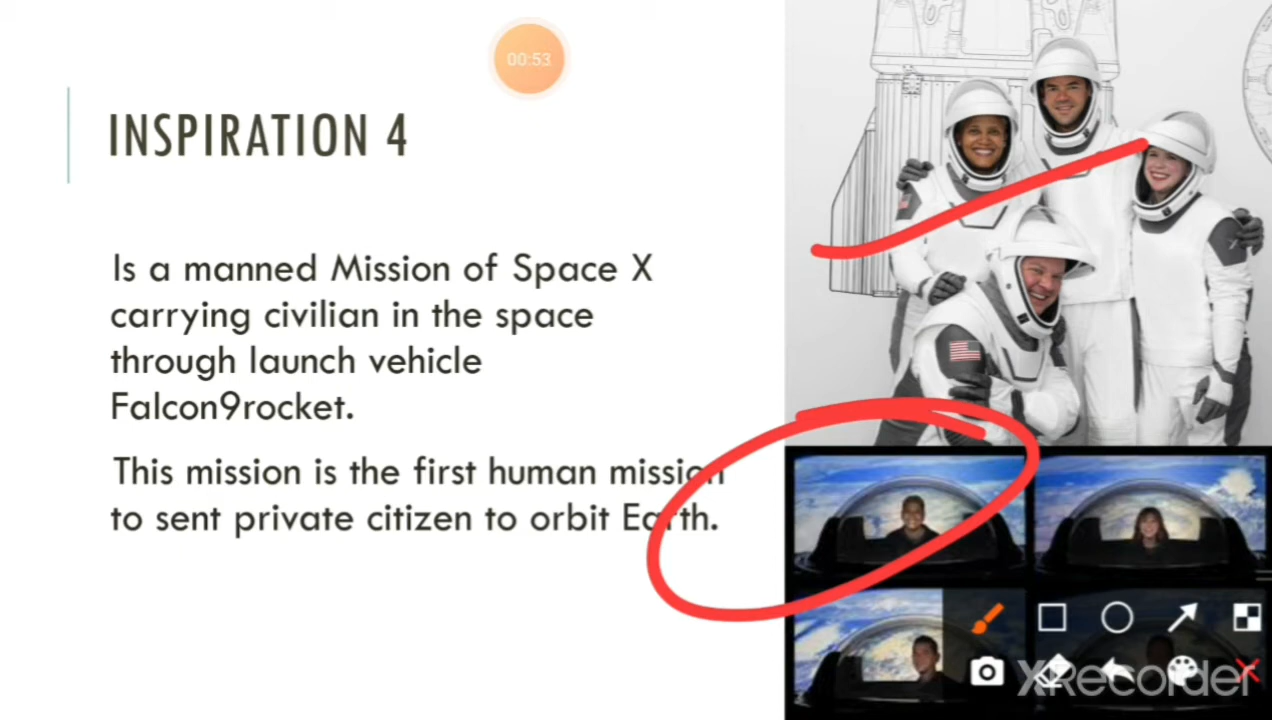 00:53
INSPIRATION 4
Is a manned Mission of Space X
carrying civilian in the space
through launch vehicle
Falcon9rocket.
This mission is the first human mission
to sent private citizen to orbit Earth.
XRecorder